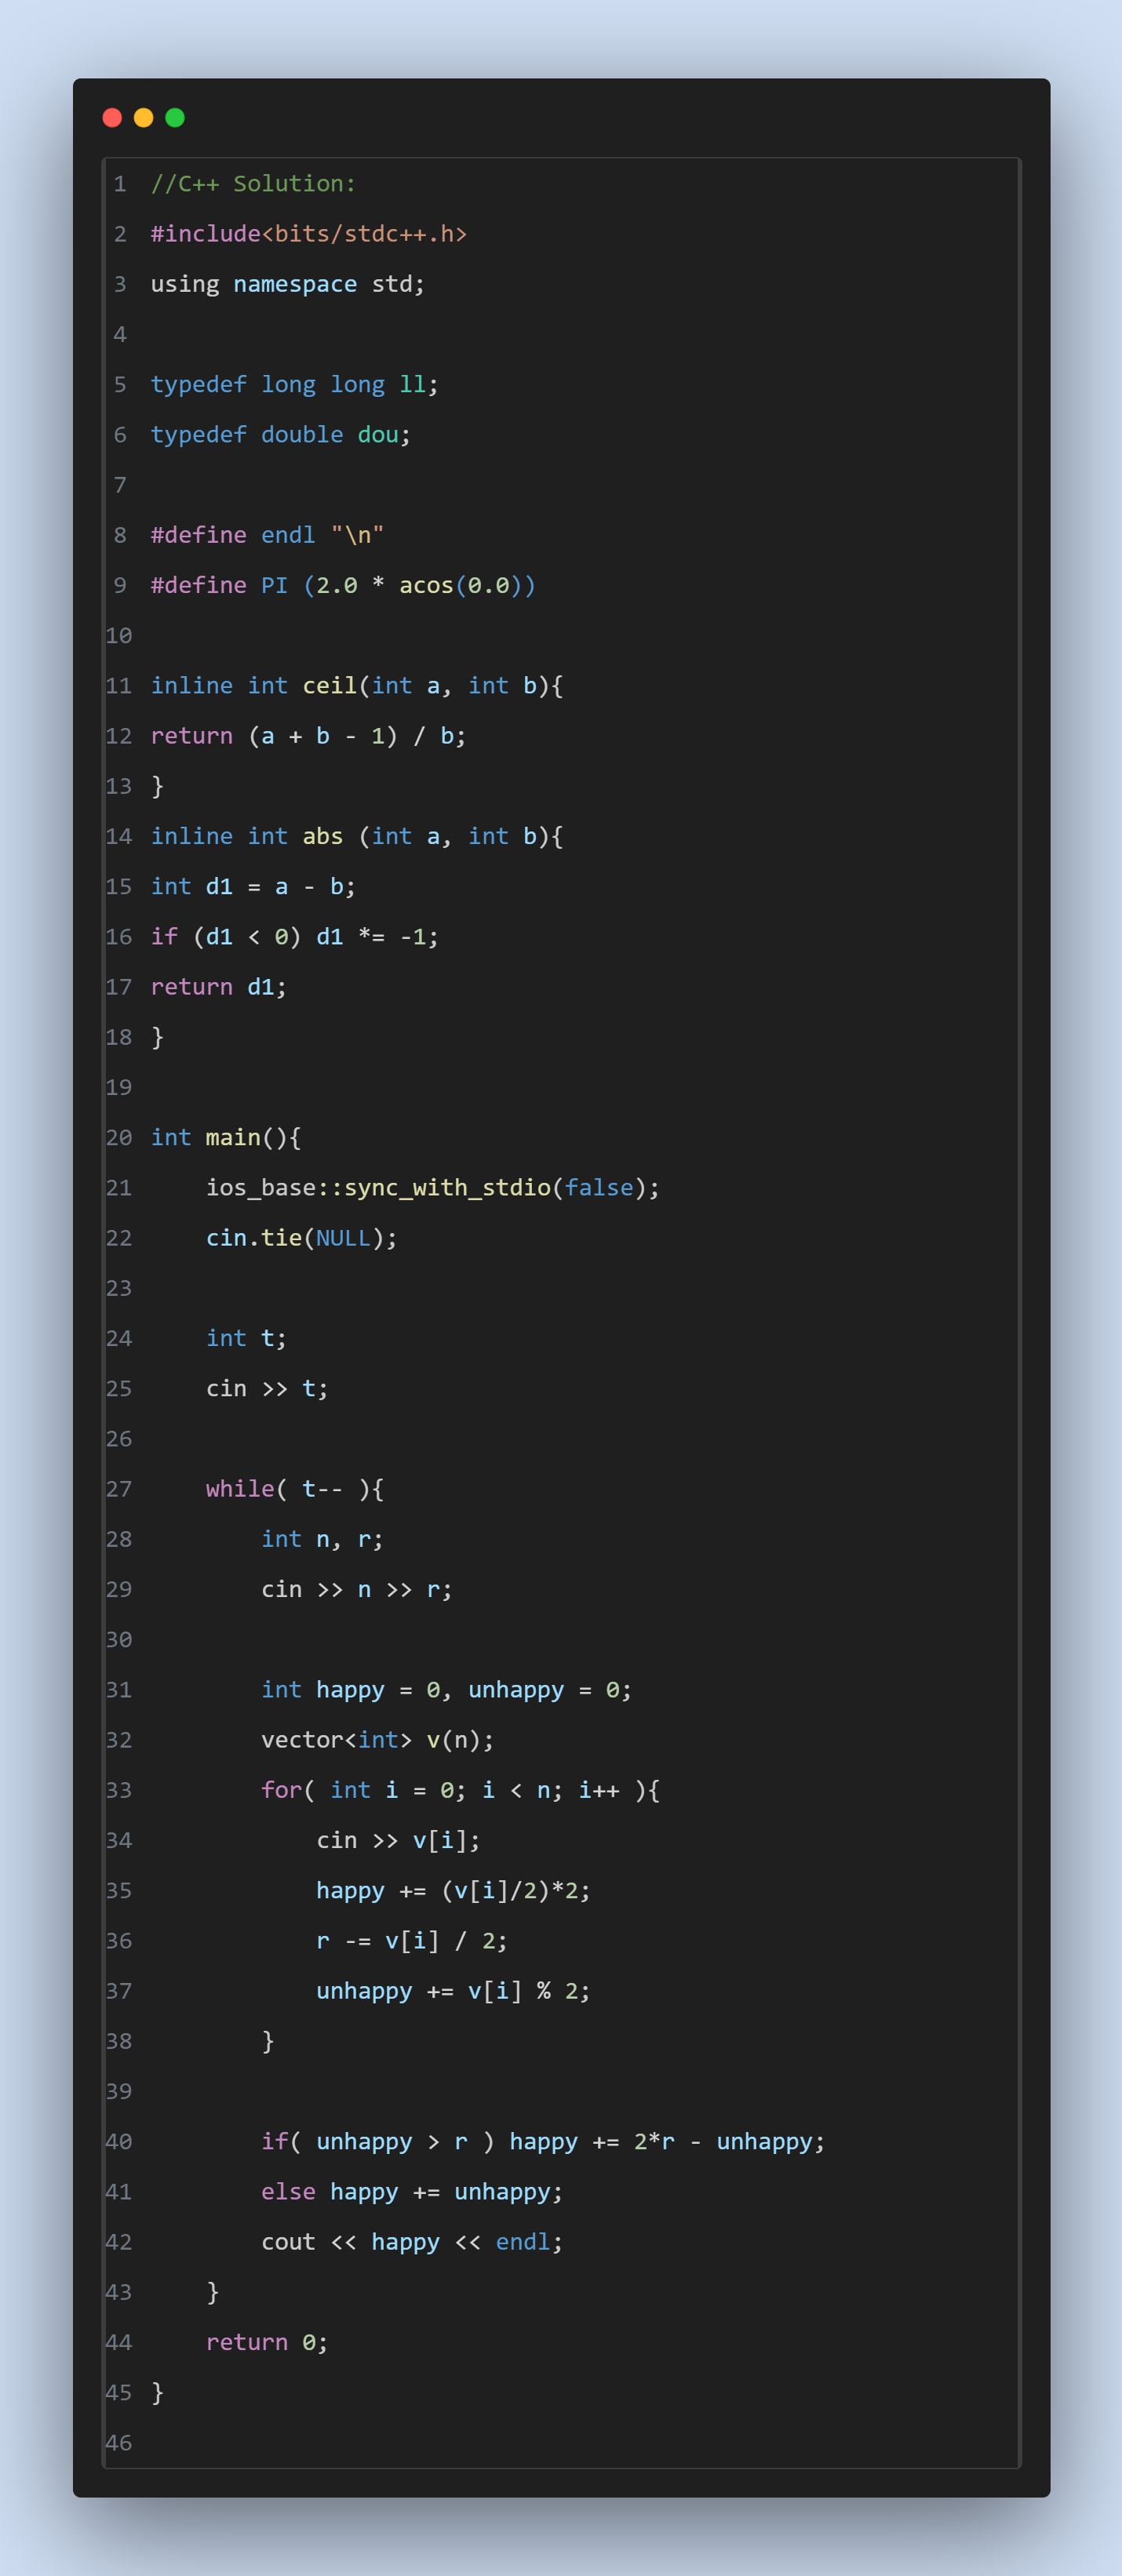 1 //C++ Solution:
2 #include<bits/stdc++.h>
3 using namespace std;
4
5 typedef long long ll;
6 typedef double dou;
7
8 #define endl "\n"
9 #define PI (2.0 * acos(0.0))
10
11 inline int ceil(int a, int b){
12 return (a + b - 1) / b;
13 }
14 inline int abs (int a, int b){
15 int d1 = a - b;
16 if (d1 < 0) d1 *= -1;
17 return d1;
18 }
19
20 int main(){
21     ios_base::sync_with_stdio(false);
22     cin.tie(NULL);
23
24     int t;
25     cin >> t;
26
27     while( t-- ){
28         int n, r;
29         cin >> n >> r;
30
31         int happy = 0, unhappy = 0;
32         vector<int> v(n);
33         for( int i = 0; i < n; i++ ){
34             cin >> v[i];
35             happy += (v[i]/2)*2;
36             r -= v[i] / 2;
37             unhappy += v[i] % 2;
38         }
39
40         if( unhappy > r ) happy += 2*r - unhappy;
41         else happy += unhappy;
42         cout << happy << endl;
43     }
44     return 0;
45 }
46